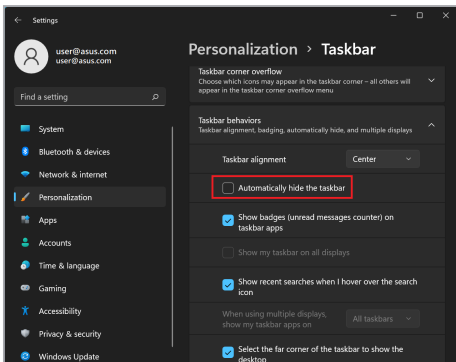 Settings
user@asus.com
user@asus.com
Find a setting
System
Bluetooth & devices
Network & internet
Personalization
Apps
Accounts
Time & language
Gaming
Accessibility
Privacy & security
Windows Update
Personalization > Taskbar
Taskbar corner overflow
Choose which icons may appear in the taskbar corner – all others will
appear in the taskbar corner overflow menu
Taskbar behaviors
Taskbar alignment, badging, automatically hide, and multiple displays
Taskbar alignment
Center
Automatically hide the taskbar
Show badges (unread messages counter) on
taskbar apps
Show my taskbar on all displays
Show recent searches when I hover over the search
icon
When using multiple displays,
show my taskbar apps on
All taskbars
Select the far corner of the taskbar to show the
desktop